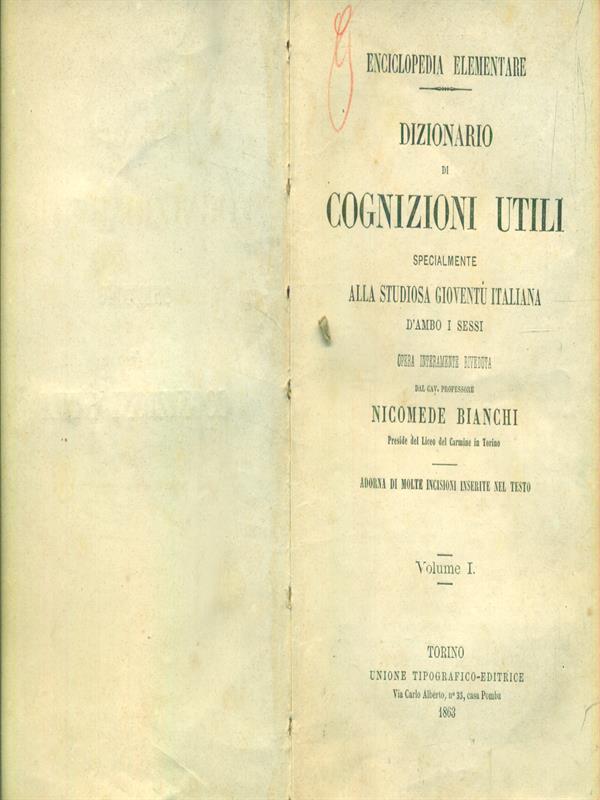 ENCICLOPEDIA ELEMENTARE
DIZIONARIO
DI
COGNIZIONI UTILI
SPECIALMENTE
ALLA STUDIOSA GIOVENTÙ ITALIANA
D'AMBO I SESSI
OPERA INTERAMENTE RIVEDUTA
DAL CAV. PROFESSORE
NICOMEDE BIANCHI
Preside del Liceo del Carmine in Torino
ADORNA DI MOLTE INCISIONI INSERITE NEL TESTO
Volume I.
TORINO
UNIONE TIPOGRAFICO-EDITRICE
Via Carlo Alberto, nº 33, casa Pomba
1863